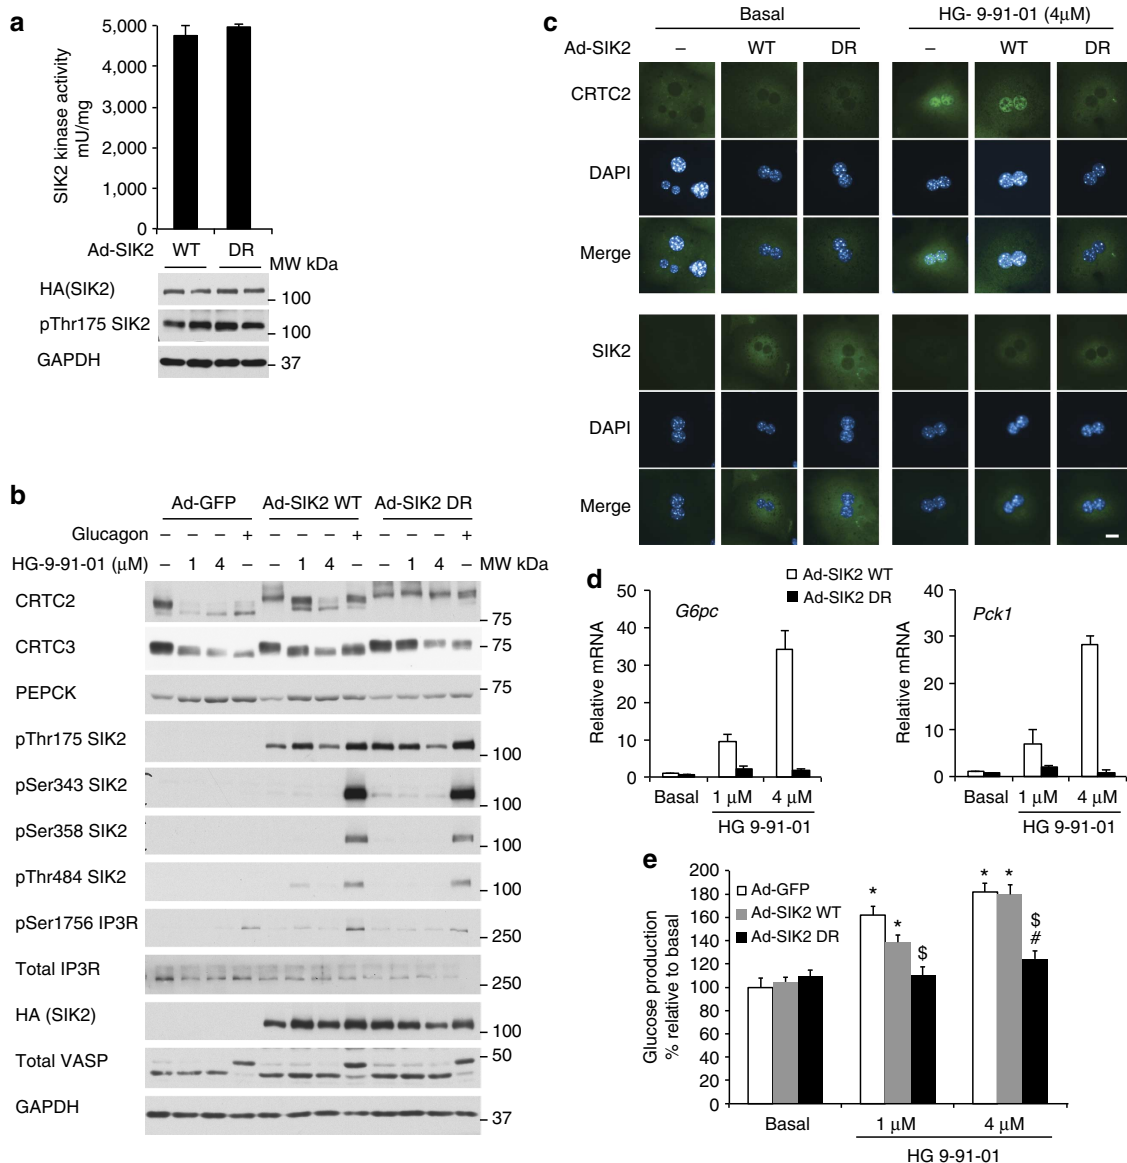 a
5,000
6,000
3,000
2,000
1,000
0
SIK2 kinase activity
mU/mg
Ad-SIK2 WT DR
MW kDa
HA(SIK2)
100
pThr175 SIK2
100
GAPDH
37
b
Ad-GFP Ad-SIK2 WT Ad-SIK2 DR
Glucagon – – – + – – – + – – – +
HG-9-91-01 (µM) – 1 4 – – 1 4 – – 1 4 – MW kDa
CRTC2
75
CRTC3
75
PEPCK
75
pThr175 SIK2
100
pSer343 SIK2
100
pSer358 SIK2
100
pThr484 SIK2
100
pSer1756 IP3R
250
Total IP3R
250
HA (SIK2)
100
Total VASP
50
GAPDH
37
c
Basal HG- 9-91-01 (4µM)
Ad-SIK2 – WT DR – WT DR
CRTC2
DAPI
Merge
SIK2
DAPI
Merge
d
Ad-SIK2 WT
Ad-SIK2 DR
G6pc
Relative mRNA
50
40
30
20
10
0
Basal 1 µM 4 µM
HG 9-91-01
Pck1
Relative mRNA
40
30
20
10
0
Basal 1 µM 4 µM
HG 9-91-01
e
Ad-GFP
Ad-SIK2 WT
Ad-SIK2 DR
Glucose production
% relative to basal
200
180
160
140
120
100
80
60
40
20
0
* * $ * * $ #
Basal 1 µM 4 µM
HG 9-91-01